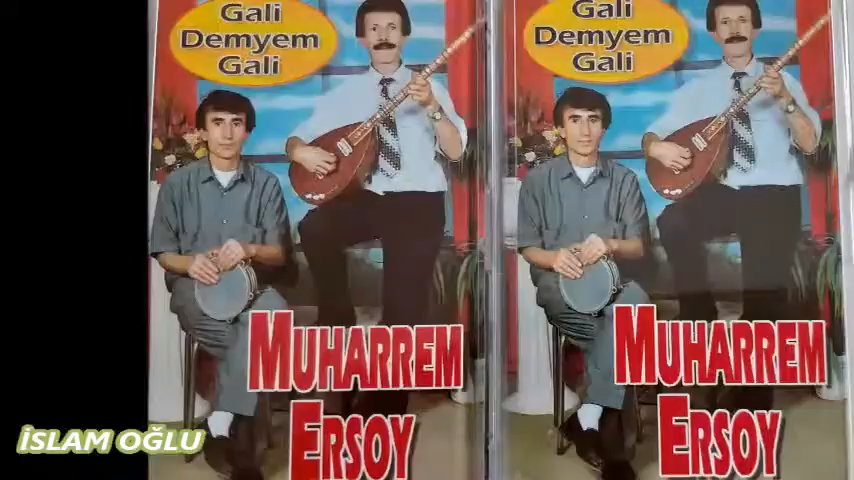 Gali
Demyem
Gali
MUHARREM
ERSOY
Gali
Demyem
Gali
MUHARREM
ERSOY
İSLAM OĞLU